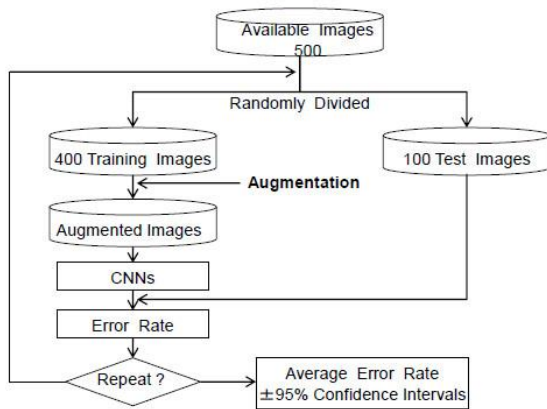 Available Images
500
Randomly Divided
400 Training Images
100 Test Images
Augmentation
Augmented Images
CNNs
Error Rate
Repeat ?
Average Error Rate
±95% Confidence Intervals